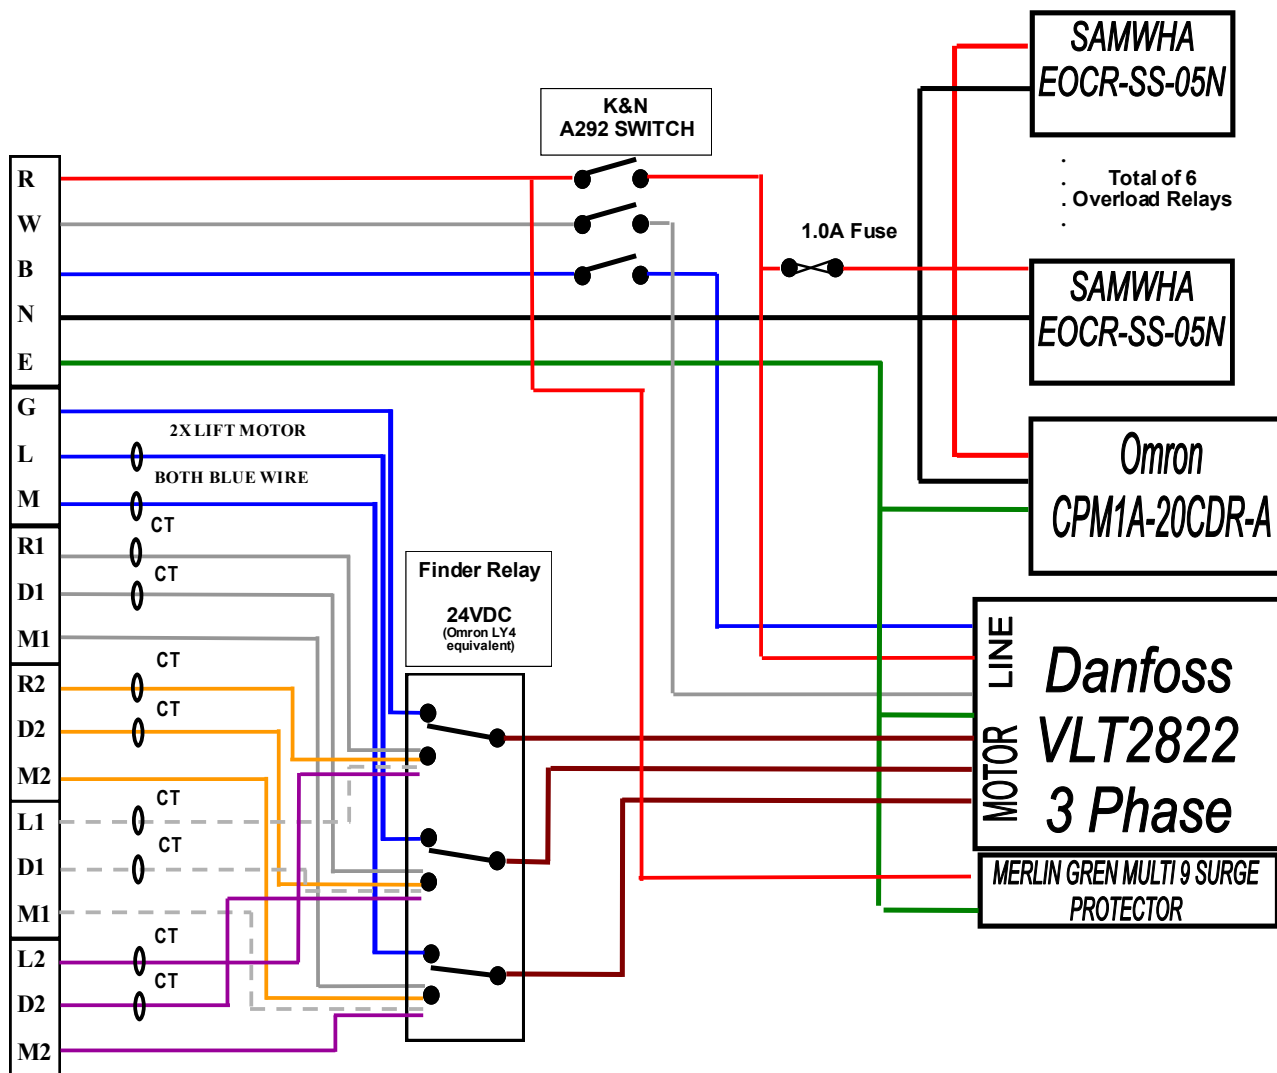 SAMWHA
EOCR-SS-05N
K&N
A292 SWITCH
Total of 6
Overload Relays
1.0A Fuse
SAMWHA
EOCR-SS-05N
R
W
B
N
E
G
L
M
R1
D1
M1
R2
D2
M2
L1
D1
M1
L2
D2
M2
2X LIFT MOTOR
BOTH BLUE WIRE
CT
CT
CT
CT
CT
CT
CT
CT
Finder Relay
24VDC
(Omron LY4
equivalent)
Omron
CPM1A-20CDR-A
LINE
MOTOR
Danfoss
VLT2822
3 Phase
MERLIN GREN MULTI 9 SURGE
PROTECTOR